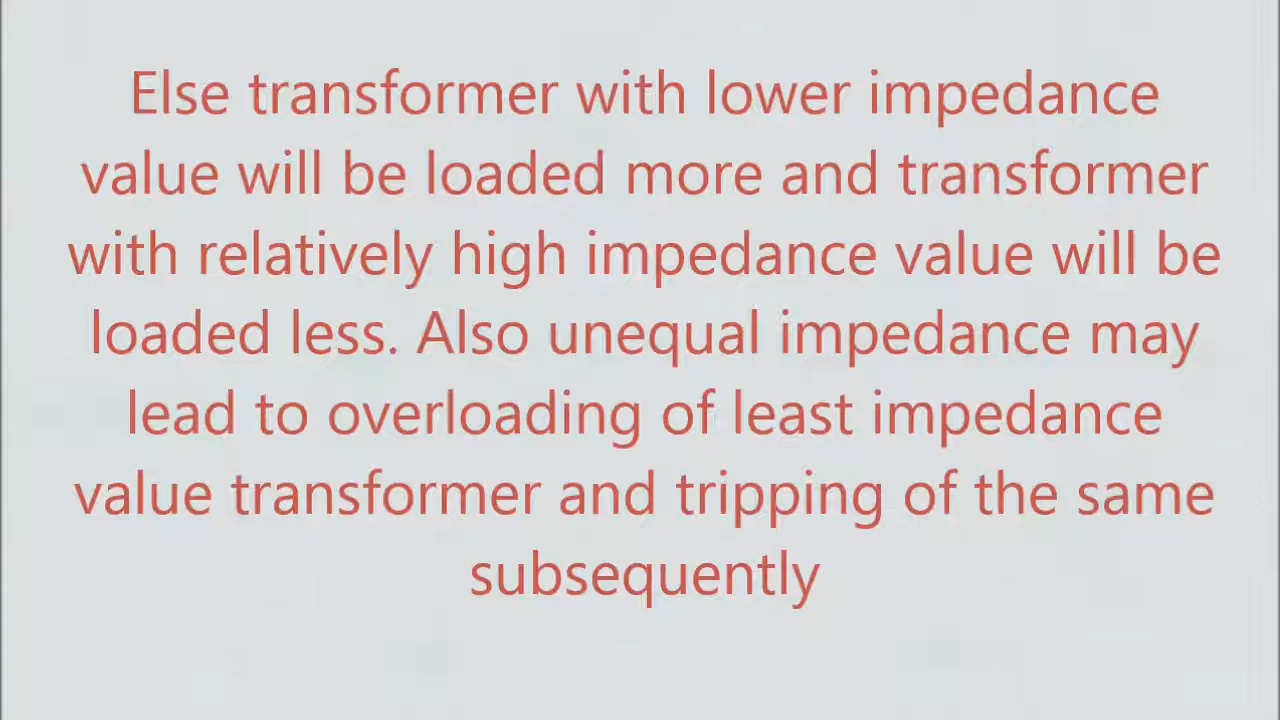 Else transformer with lower impedance
value will be loaded more and transformer
with relatively high impedance value will be
loaded less. Also unequal impedance may
lead to overloading of least impedance
value transformer and tripping of the same
subsequently